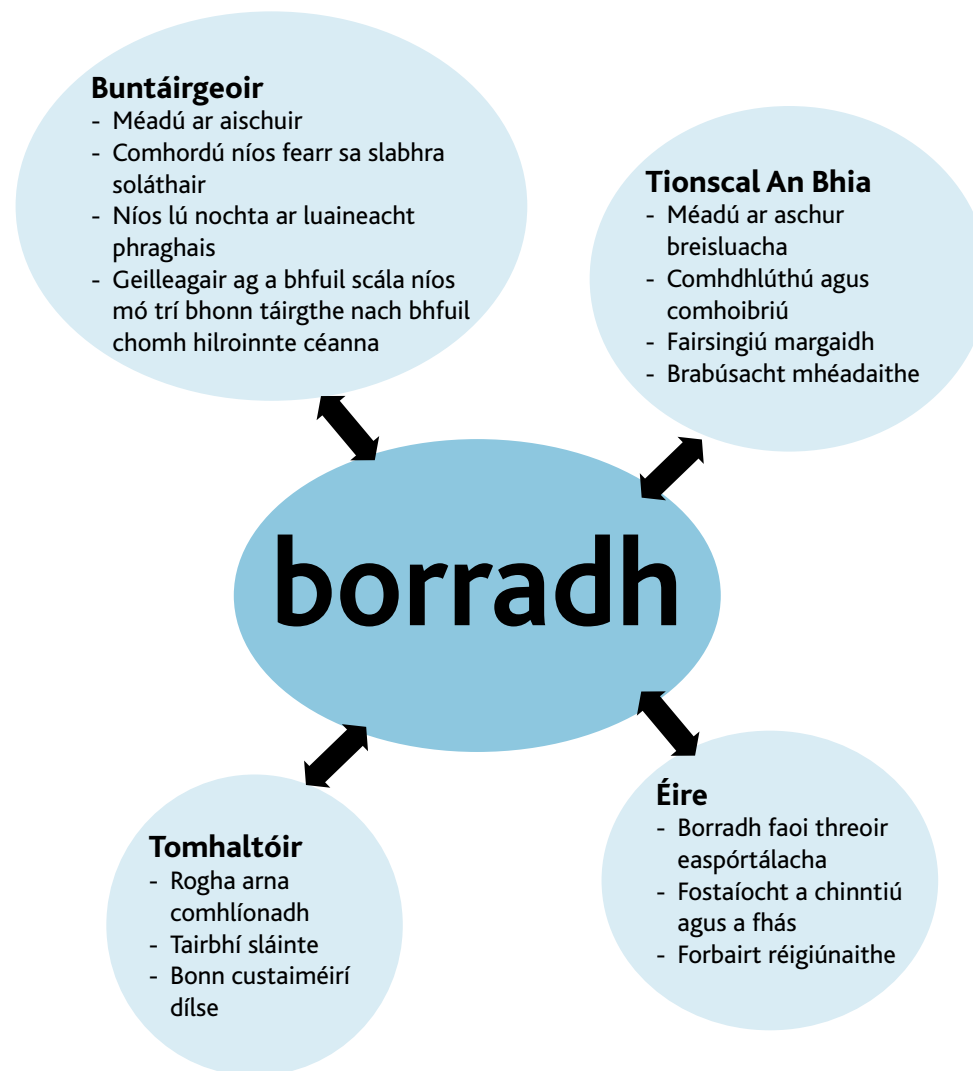 Buntáirgeoir
- Méadú ar aischuir
- Comhordú níos fearr sa slabhra
soláthair
- Níos lú nochta ar luaineacht
phraghais
- Geilleagair ag a bhfuil scála níos
mó trí bhonn táirgthe nach bhfuil
chomh hilroinnte céanna
Tionscal An Bhia
- Méadú ar aschur
breisluacha
- Comhdhlúthú agus
comhoibriú
- Fairsingiú margaidh
- Brabúsacht mhéadaithe
borradh
Tomhaltóir
- Rogha arna
comhlíonadh
- Tairbhí sláinte
- Bonn custaiméirí
dílse
Éire
- Borradh faoi threoir
easpórtálacha
- Fostaíocht a chinntiú
agus a fhás
- Forbairt réigiúnaithe